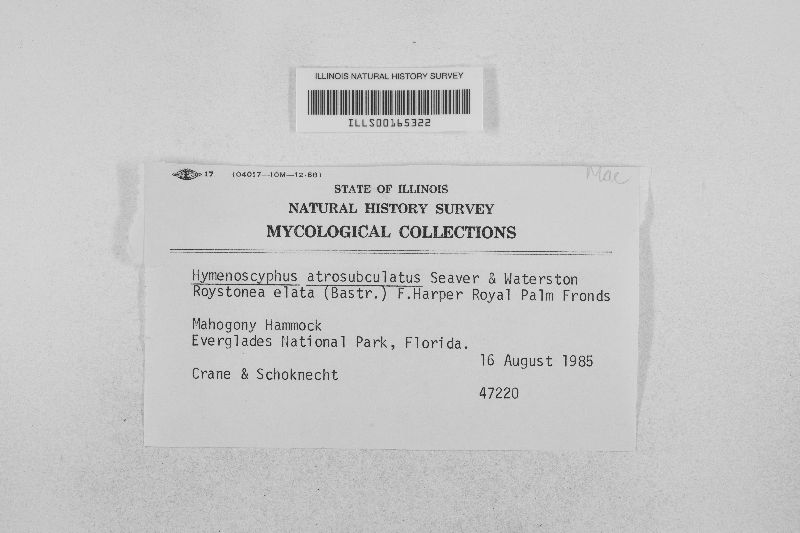 ILLINOIS NATURAL HISTORY SURVEY
ILLS00165322
17 (04017—10M—12-68)
Mac
STATE OF ILLINOIS
NATURAL HISTORY SURVEY
MYCOLOGICAL COLLECTIONS
Hymenoscyphus atrosubculatus Seaver & Waterston
Roystonea elata (Bastr.) F.Harper Royal Palm Fronds
Mahogony Hammock
Everglades National Park, Florida.
16 August 1985
Crane & Schoknecht
47220